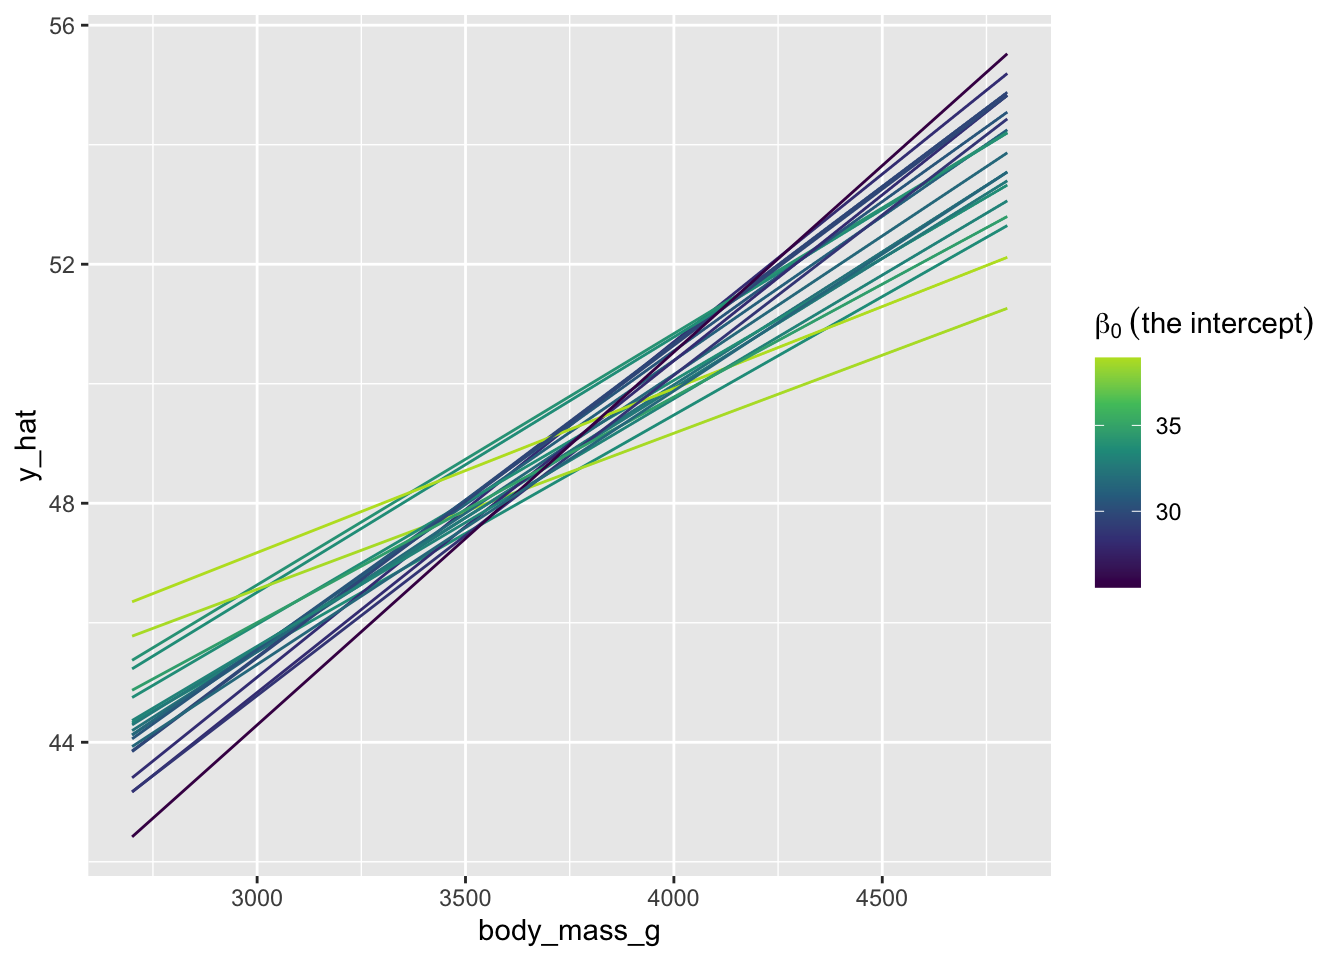 56
52
48
44
y_hat
3000 3500 4000 4500
body_mass_g
β₀ (the intercept)
35
30